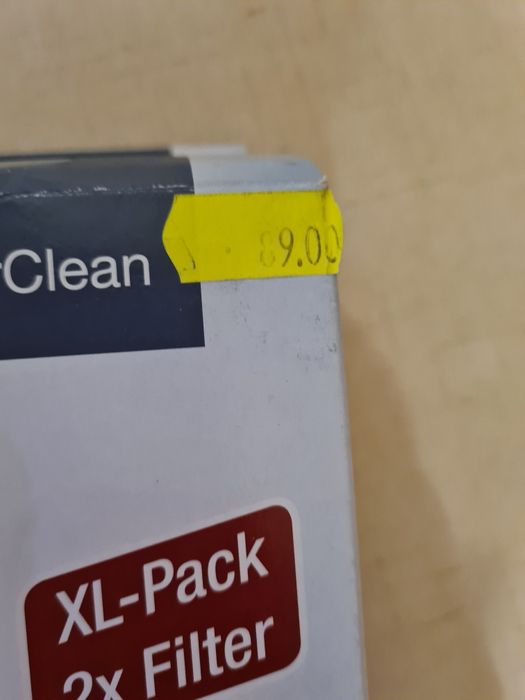 rClean
89.00
XL-Pack
2x Filter